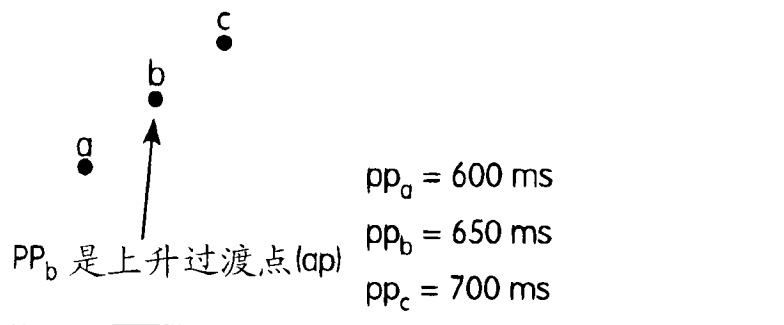 c
b
a
pp_a = 600 ms
pp_b = 650 ms
PP_b 是上升过渡点(ap)
pp_c = 700 ms